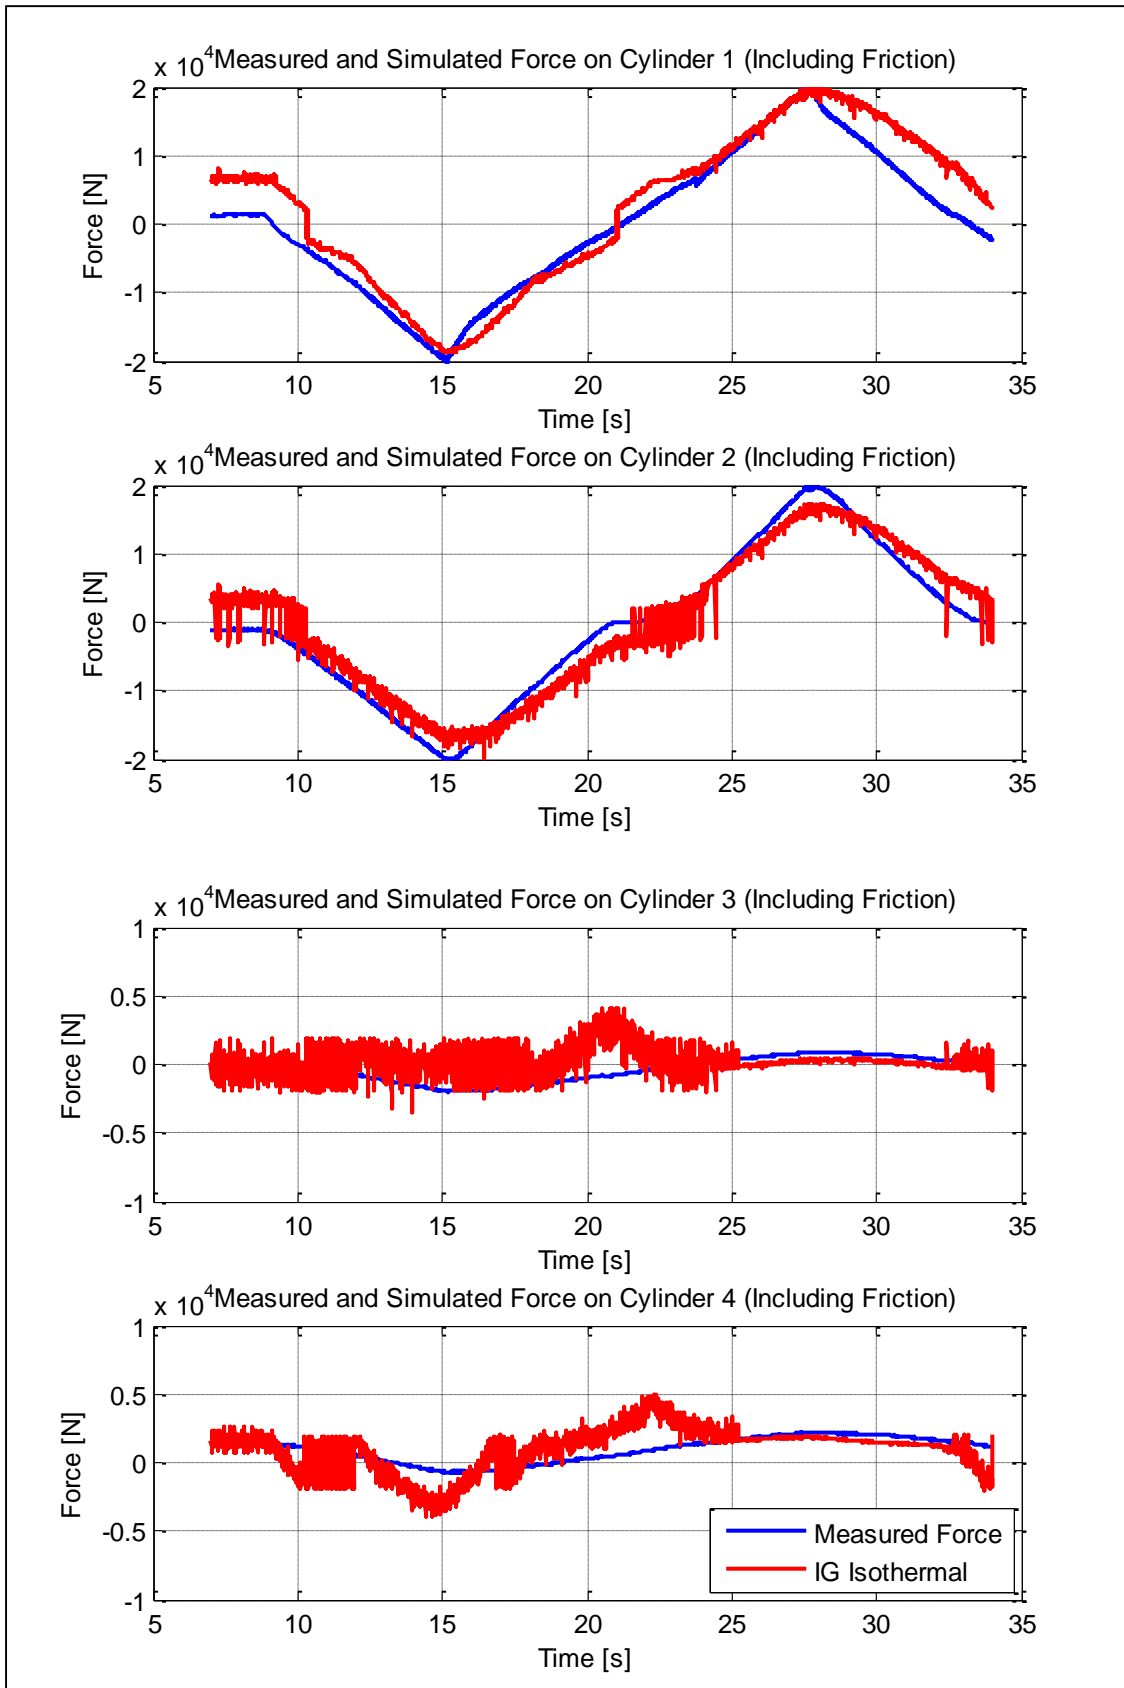 x 10^4 Measured and Simulated Force on Cylinder 1 (Including Friction)
2
1
0
-1
-2
Force [N]
5 10 15 20 25 30 35
Time [s]
x 10^4 Measured and Simulated Force on Cylinder 2 (Including Friction)
2
1
0
-1
-2
Force [N]
5 10 15 20 25 30 35
Time [s]
x 10^4 Measured and Simulated Force on Cylinder 3 (Including Friction)
1
0.5
0
-0.5
-1
Force [N]
5 10 15 20 25 30 35
Time [s]
x 10^4 Measured and Simulated Force on Cylinder 4 (Including Friction)
1
0.5
0
-0.5
-1
Force [N]
Measured Force
IG Isothermal
5 10 15 20 25 30 35
Time [s]